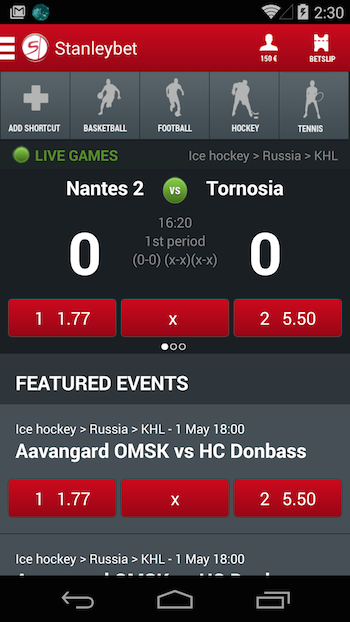 2:30
Stanleybet
150 €
BETSLIP
ADD SHORTCUT
BASKETBALL
FOOTBALL
HOCKEY
TENNIS
LIVE GAMES
Ice hockey > Russia > KHL
Nantes 2 VS Tornosia
16:20
0 1st period 0
(0-0) (x-x)(x-x)
1 1.77 x 2 5.50
FEATURED EVENTS
Ice hockey > Russia > KHL - 1 May 18:00
Aavangard OMSK vs HC Donbass
1 1.77 x 2 5.50
Ice hockey > Russia > KHL - 1 May 18:00